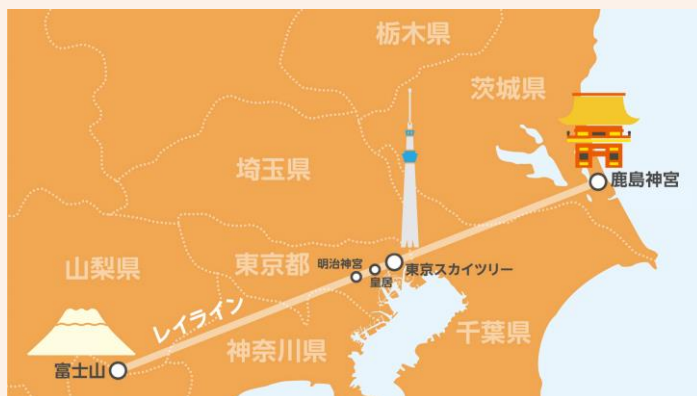 栃木県
茨城県
埼玉県
鹿島神宮
山梨県
東京都
明治神宮
皇居
東京スカイツリー
レイライン
千葉県
神奈川県
富士山